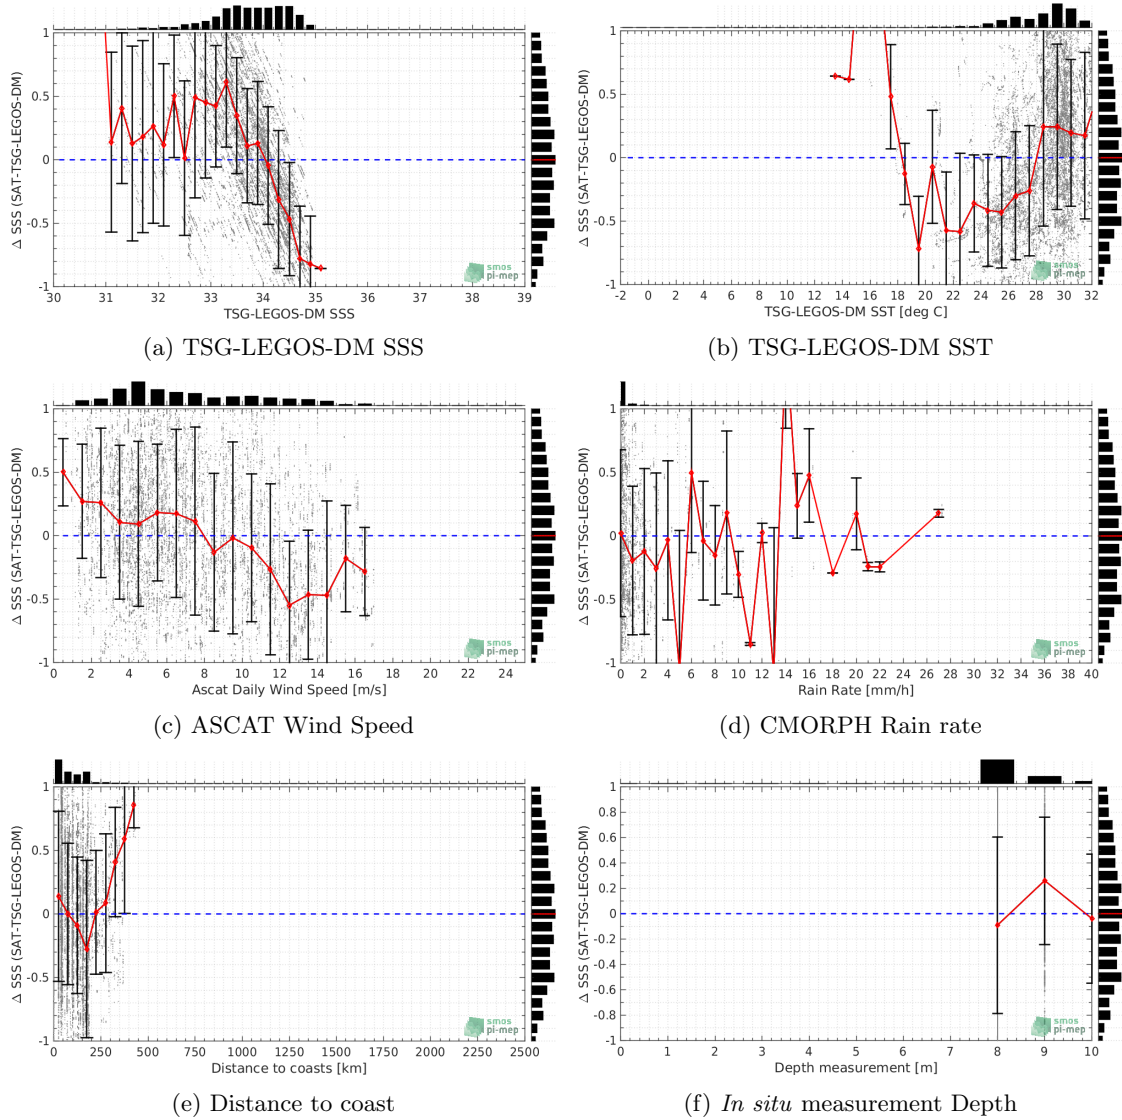 1
0.5
0
-0.5
-1
Δ SSS (SAT-TSG-LEGOS-DM)
30 31 32 33 34 35 36 37 38 39
TSG-LEGOS-DM SSS
smos
pi-mep
(a) TSG-LEGOS-DM SSS
1
0.5
0
-0.5
-1
Δ SSS (SAT-TSG-LEGOS-DM)
-2 0 2 4 6 8 10 12 14 16 18 20 22 24 26 28 30 32
TSG-LEGOS-DM SST [deg C]
smos
pi-mep
(b) TSG-LEGOS-DM SST
1
0.5
0
-0.5
-1
Δ SSS (SAT-TSG-LEGOS-DM)
0 2 4 6 8 10 12 14 16 18 20 22 24
Ascat Daily Wind Speed [m/s]
smos
pi-mep
(c) ASCAT Wind Speed
1
0.5
0
-0.5
-1
Δ SSS (SAT-TSG-LEGOS-DM)
0 2 4 6 8 10 12 14 16 18 20 22 24 26 28 30 32 34 36 38 40
Rain Rate [mm/h]
smos
pi-mep
(d) CMORPH Rain rate
1
0.5
0
-0.5
-1
Δ SSS (SAT-TSG-LEGOS-DM)
0 250 500 750 1000 1250 1500 1750 2000 2250 2500
Distance to coasts [km]
smos
pi-mep
(e) Distance to coast
1
0.8
0.6
0.4
0.2
0
-0.2
-0.4
-0.6
-0.8
-1
Δ SSS (SAT-TSG-LEGOS-DM)
0 1 2 3 4 5 6 7 8 9 10
Depth measurement [m]
smos
pi-mep
(f) In situ measurement Depth